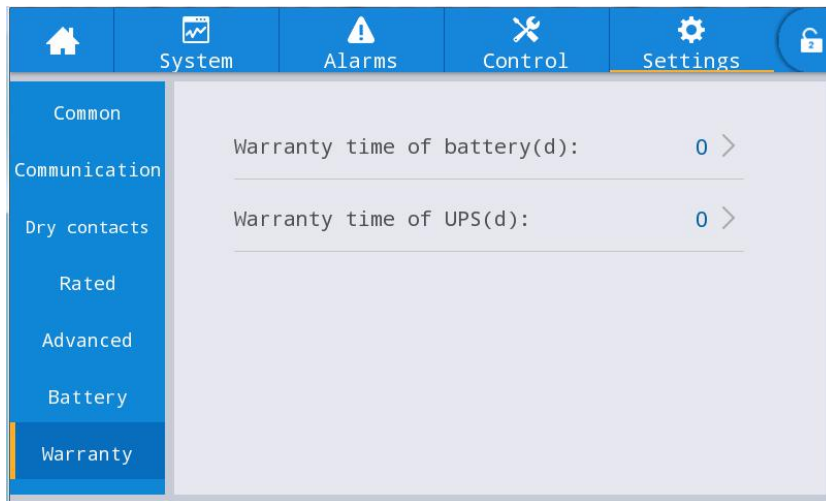 System
Alarms
Control
Settings
2
Common
Communication
Dry contacts
Rated
Advanced
Battery
Warranty
Warranty time of battery(d): 0
Warranty time of UPS(d): 0